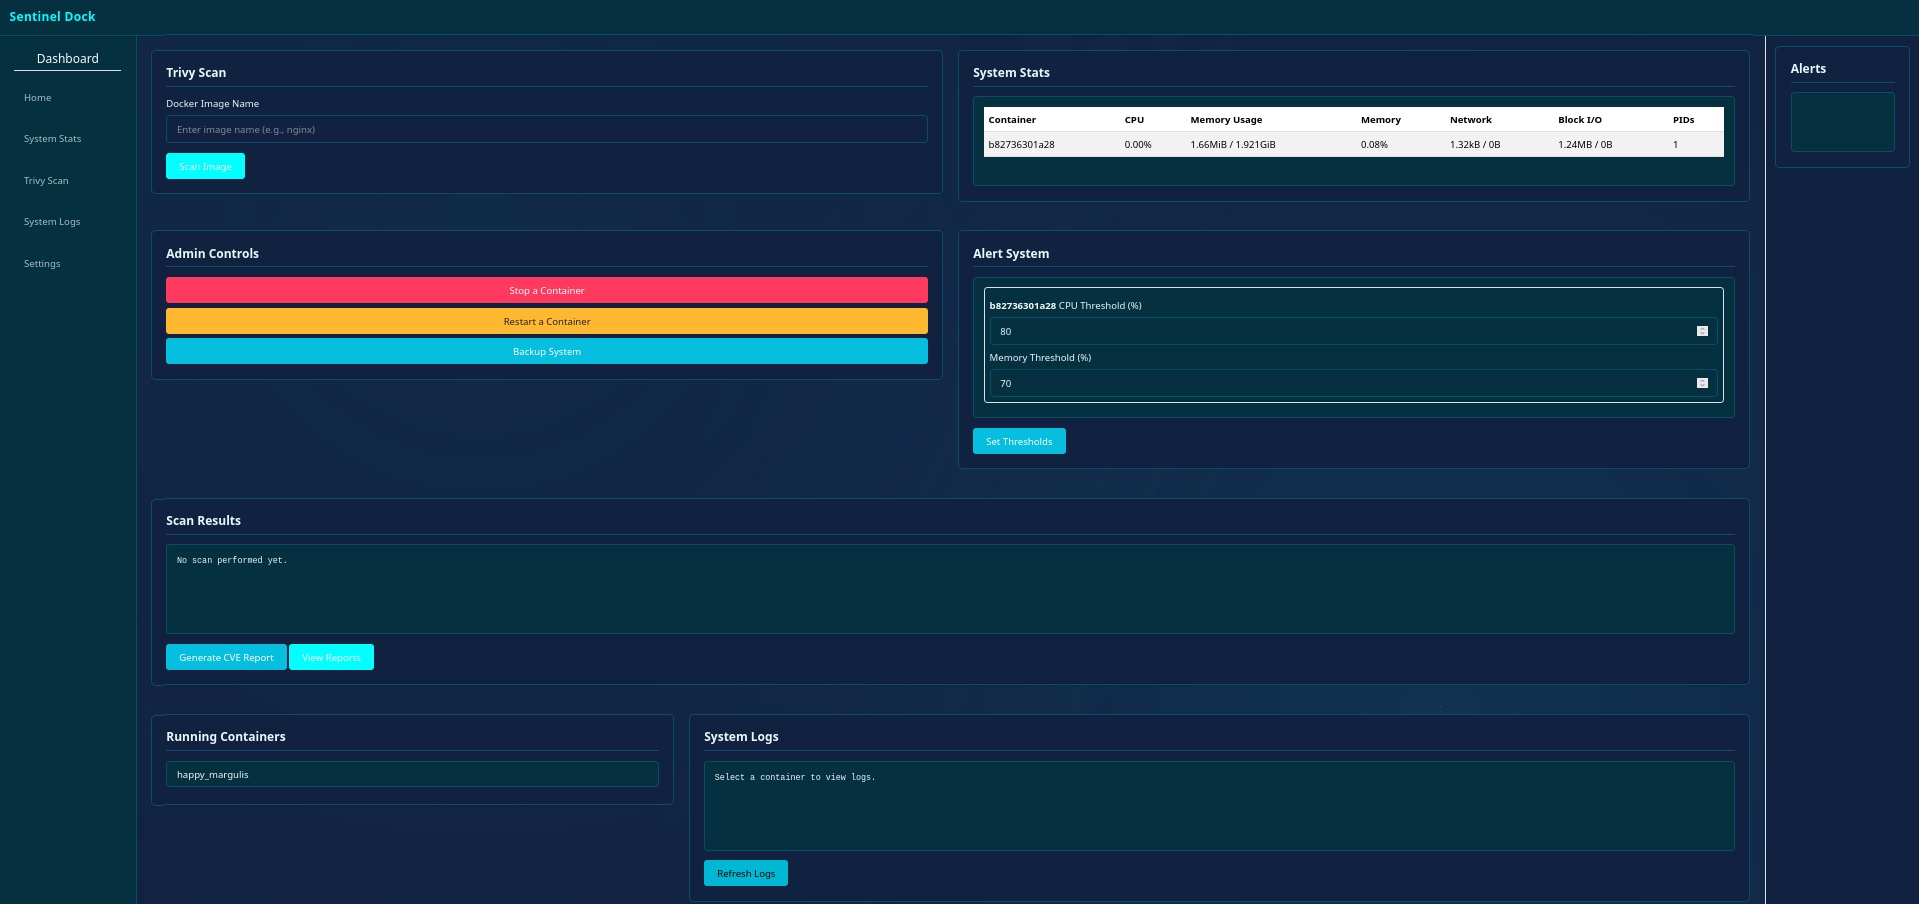 Sentinel Dock
Dashboard
Home
System Stats
Trivy Scan
System Logs
Settings
Trivy Scan
Docker Image Name
Enter image name (e.g., nginx)
Scan Image
System Stats
Container CPU Memory Usage Memory Network Block I/O PIDs
b82736301a28 0.00% 1.66MiB / 1.921GiB 0.08% 1.32kB / 0B 1.24MB / 0B 1
Admin Controls
Stop a Container
Restart a Container
Backup System
Alert System
b82736301a28 CPU Threshold (%)
80
Memory Threshold (%)
70
Set Thresholds
Scan Results
No scan performed yet.
Generate CVE Report View Reports
Running Containers
happy_margulis
System Logs
Select a container to view logs.
Refresh Logs
Alerts